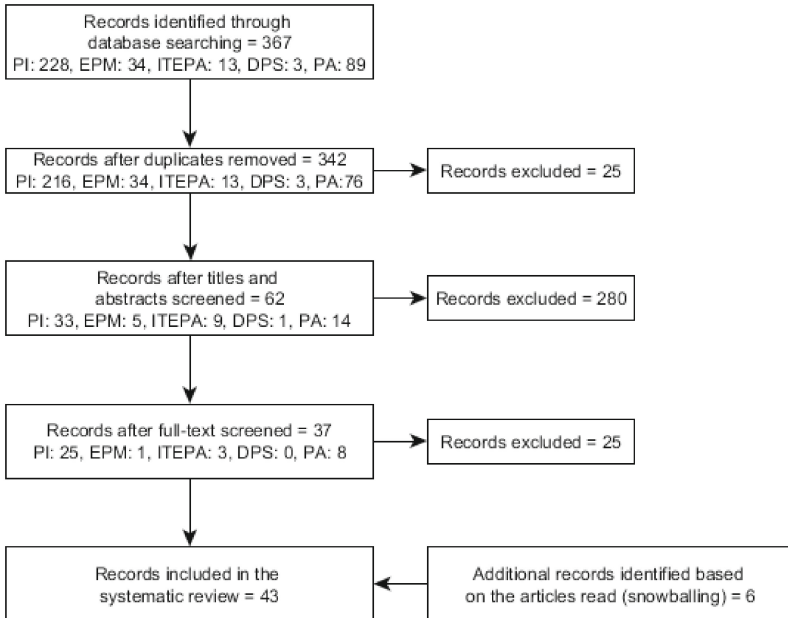 Records identified through
database searching = 367
PI: 228, EPM: 34, ITEPA: 13, DPS: 3, PA: 89
Records after duplicates removed = 342
PI: 216, EPM: 34, ITEPA: 13, DPS: 3, PA:76
Records excluded = 25
Records after titles and
abstracts screened = 62
PI: 33, EPM: 5, ITEPA: 9, DPS: 1, PA: 14
Records excluded = 280
Records after full-text screened = 37
PI: 25, EPM: 1, ITEPA: 3, DPS: 0, PA: 8
Records excluded = 25
Records included in the
systematic review = 43
Additional records identified based
on the articles read (snowballing) = 6